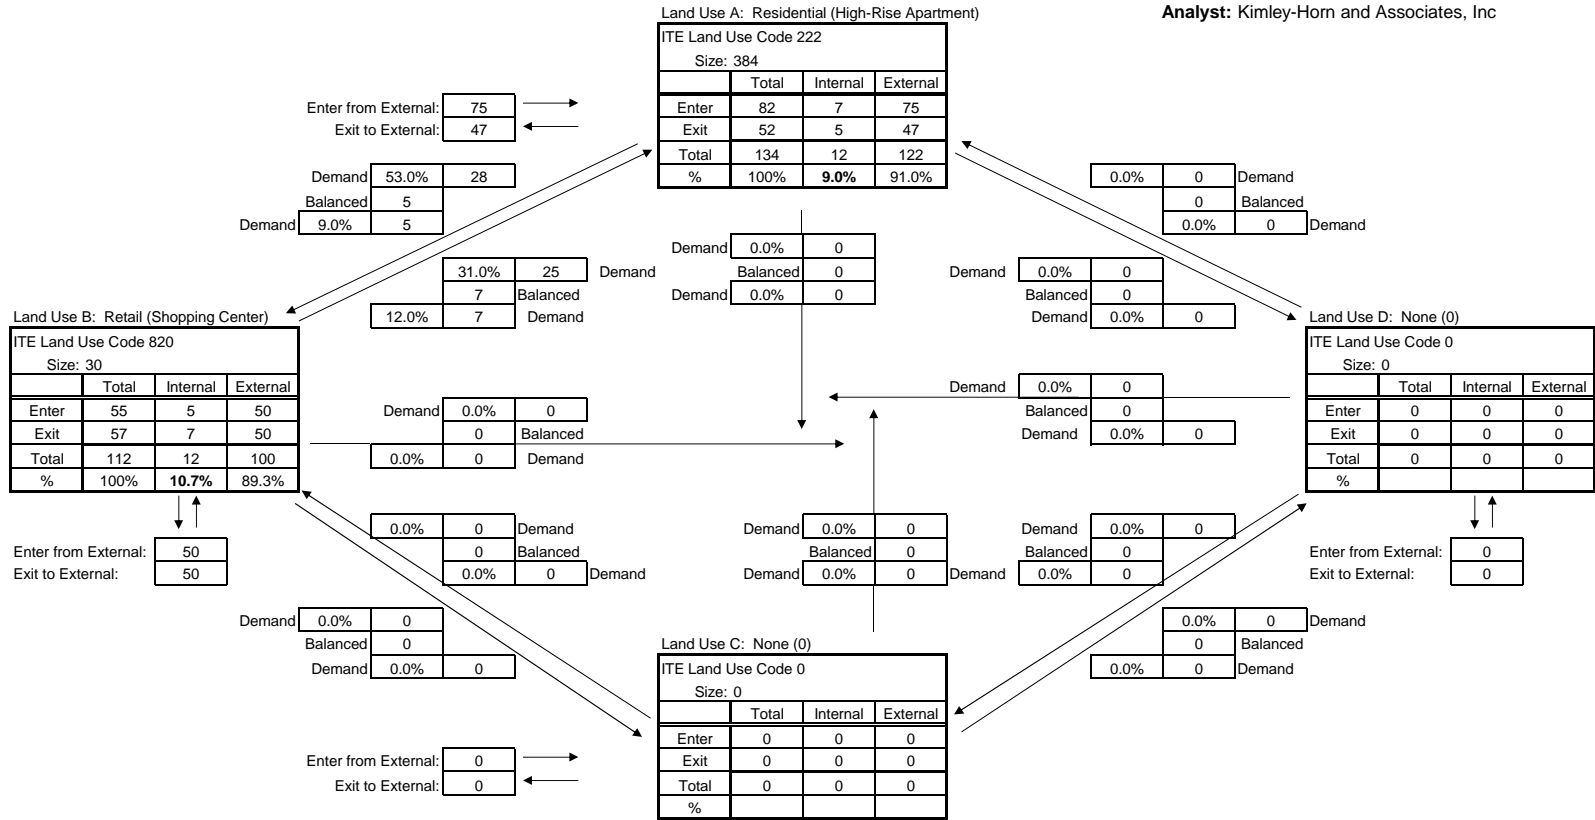 Land Use A: Residential (High-Rise Apartment)
Analyst: Kimley-Horn and Associates, Inc
ITE Land Use Code 222
Size: 384
Total Internal External
Enter 82 7 75
Exit 52 5 47
Total 134 12 122
% 100% 9.0% 91.0%
Enter from External: 75
Exit to External: 47
Demand 53.0% 28
Balanced 5
Demand 9.0% 5
0.0% 0 Demand
0 Balanced
0.0% 0 Demand
31.0% 25 Demand
7 Balanced
12.0% 7 Demand
Demand 0.0% 0
Balanced 0
Demand 0.0% 0
Demand 0.0% 0
Balanced 0
Demand 0.0% 0
Land Use B: Retail (Shopping Center)
ITE Land Use Code 820
Size: 30
Total Internal External
Enter 55 5 50
Exit 57 7 50
Total 112 12 100
% 100% 10.7% 89.3%
Enter from External: 50
Exit to External: 50
Demand 0.0% 0
0 Balanced
0.0% 0 Demand
Demand 0.0% 0
Balanced 0
Demand 0.0% 0
Land Use D: None (0)
ITE Land Use Code 0
Size: 0
Total Internal External
Enter 0 0 0
Exit 0 0 0
Total 0 0 0
%
Enter from External: 0
Exit to External: 0
0.0% 0 Demand
0 Balanced
0.0% 0 Demand
Demand 0.0% 0
Balanced 0
Demand 0.0% 0
Demand 0.0% 0
Balanced 0
Demand 0.0% 0
Demand 0.0% 0
Balanced 0
Demand 0.0% 0
0.0% 0 Demand
0 Balanced
0.0% 0 Demand
Land Use C: None (0)
ITE Land Use Code 0
Size: 0
Total Internal External
Enter 0 0 0
Exit 0 0 0
Total 0 0 0
%
Enter from External: 0
Exit to External: 0